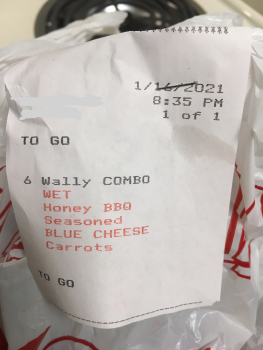 1/16/2021
8:35 PM
1 of 1
TO GO
6 Wally COMBO
WET
Honey BBQ
Seasoned
BLUE CHEESE
Carrots
TO GO